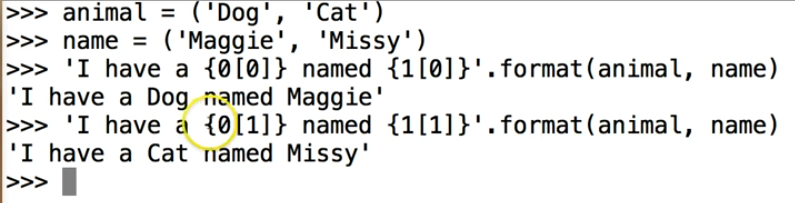 >>> animal = ('Dog', 'Cat')
>>> name = ('Maggie', 'Missy')
>>> 'I have a {0[0]} named {1[0]}'.format(animal, name)
'I have a Dog named Maggie'
>>> 'I have a {0[1]} named {1[1]}'.format(animal, name)
'I have a Cat named Missy'
>>>